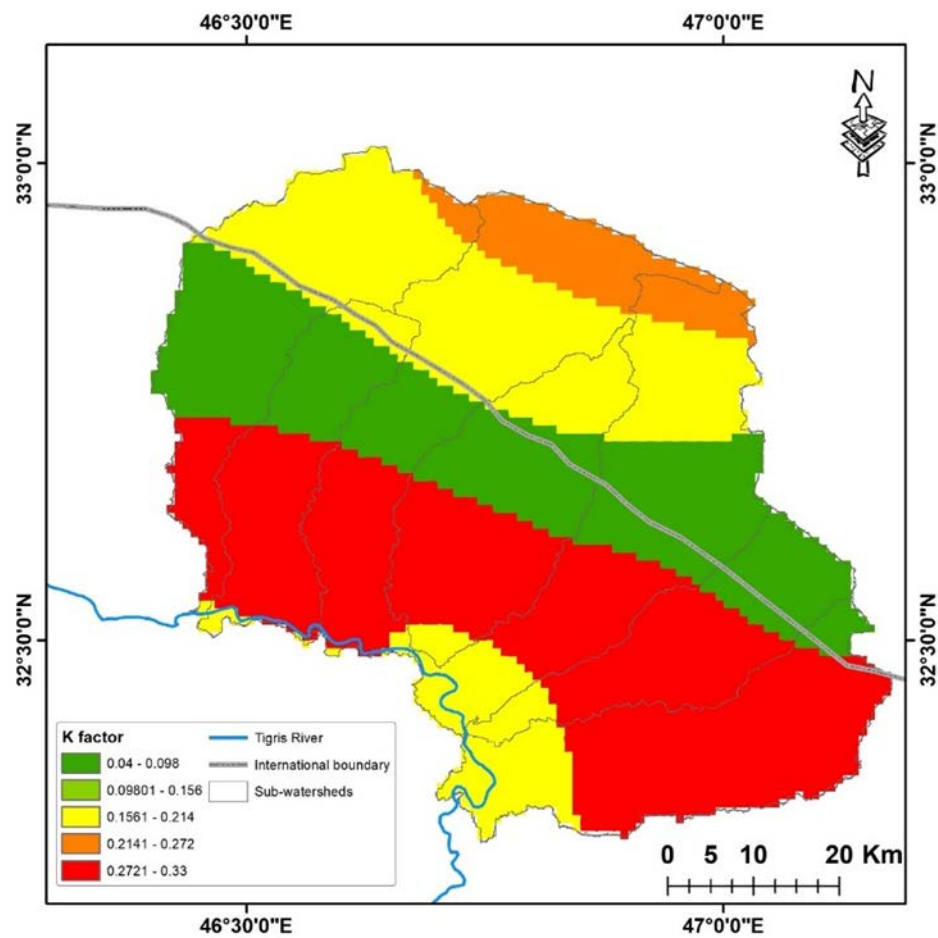 46°30'0"E 47°0'0"E
N
33°0'0"N 33°0'0"N
32°30'0"N 32°30'0"N
K factor
0.04 - 0.098
0.09801 - 0.156
0.1561 - 0.214
0.2141 - 0.272
0.2721 - 0.33
Tigris River
International boundary
Sub-watersheds
0 5 10 20 Km
46°30'0"E 47°0'0"E